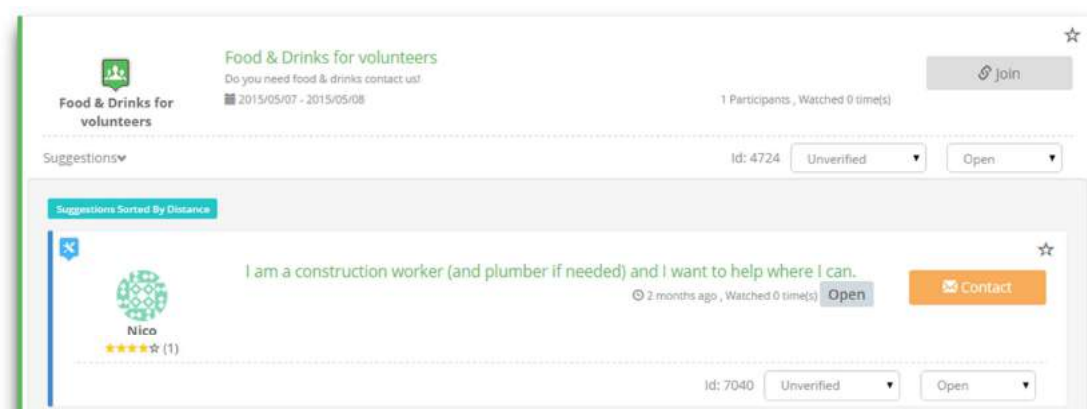 Food & Drinks for volunteers
Do you need food & drinks contact us!
2015/05/07 - 2015/05/08
1 Participants , Watched 0 time(s)
Join
Food & Drinks for
volunteers
Suggestions
Id: 4724 Unverified Open
Suggestions Sorted By Distance
I am a construction worker (and plumber if needed) and I want to help where I can.
2 months ago , Watched 0 time(s) Open
Contact
Nico
(1)
Id: 7040 Unverified Open